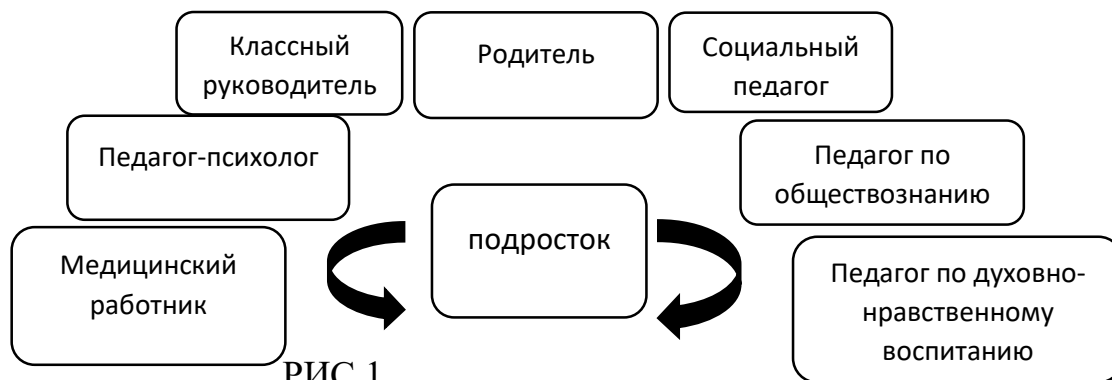 Классный
руководитель
Родитель
Социальный
педагог
Педагог-психолог
Педагог по
обществознанию
подросток
Медицинский
работник
Педагог по духовно-
нравственному
воспитанию
РИС 1